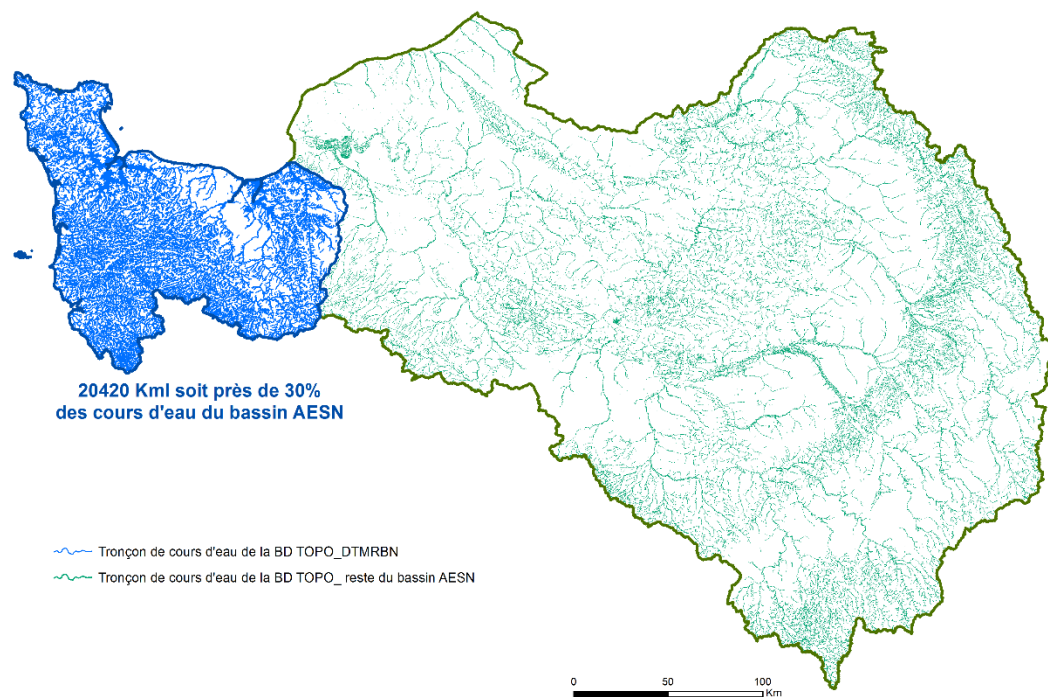 20420 Kml soit près de 30%
des cours d'eau du bassin AESN
Tronçon de cours d'eau de la BD TOPO_DTMRBN
Tronçon de cours d'eau de la BD TOPO_ reste du bassin AESN
0 50 100
Km